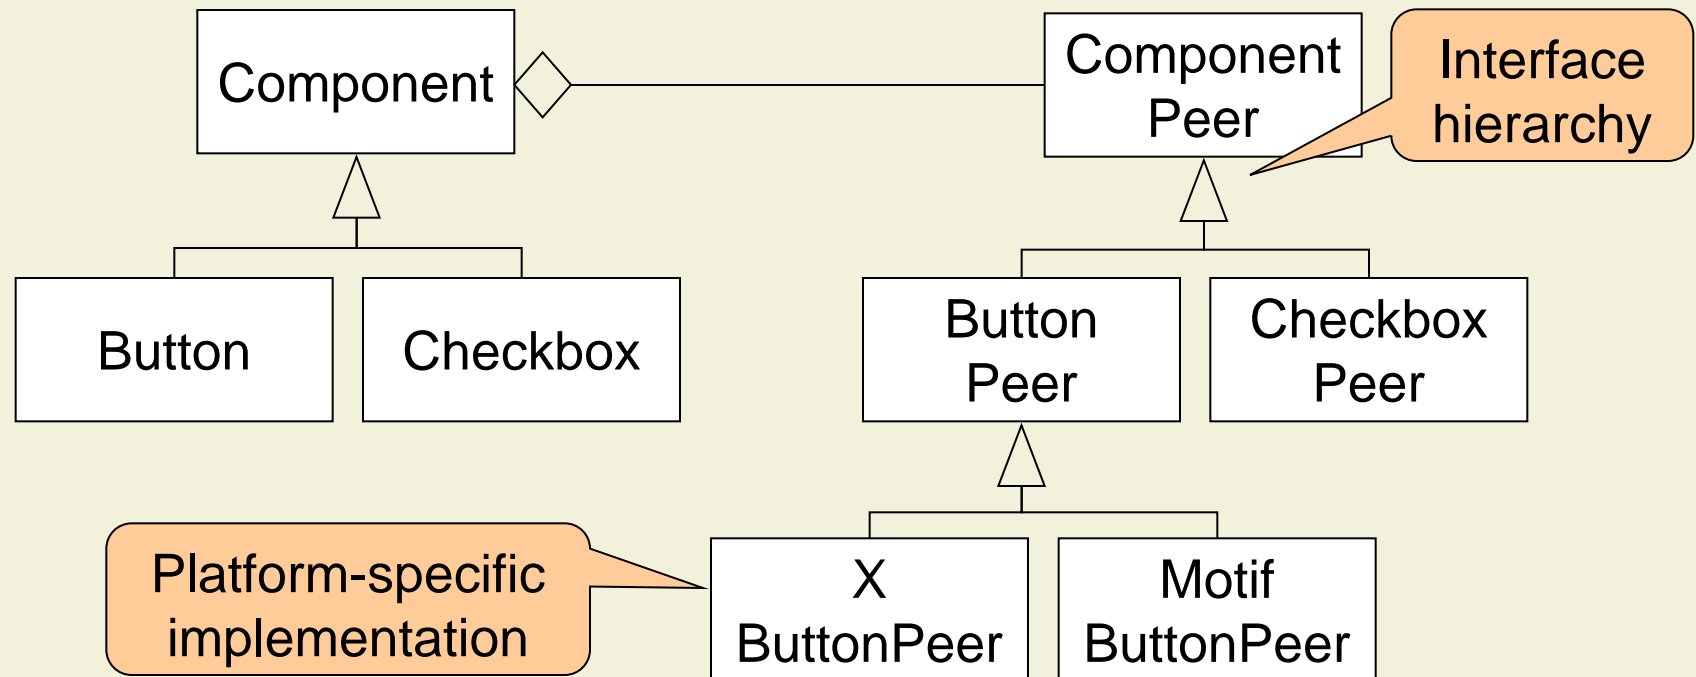 Component
Component
Peer
Interface
hierarchy
Button
Checkbox
Button
Peer
Checkbox
Peer
Platform-specific
implementation
X
ButtonPeer
Motif
ButtonPeer